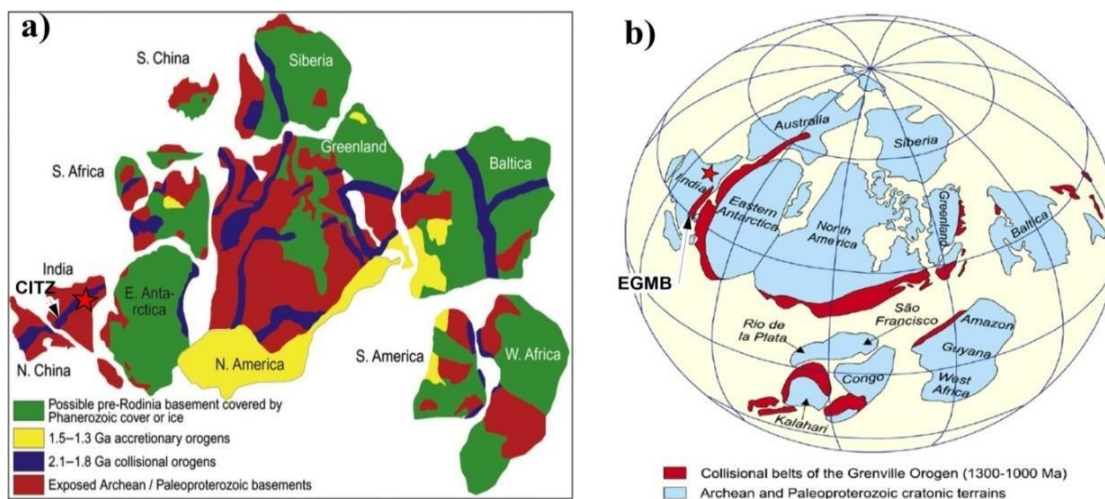 a)
S. China
Siberia
Greenland
Baltica
S. Africa
India
CITZ
E. Anta-
rctica
N. China
N. America
S. America
W. Africa
Possible pre-Rodinia basement covered by
Phanerozoic cover or ice
1.5–1.3 Ga accretionary orogens
2.1–1.8 Ga collisional orogens
Exposed Archean / Paleoproterozoic basements
b)
Australia
Siberia
India
Eastern
Antarctica
North
America
Greenland
Baltica
EGMB
São
Francisco
Rio de
la Plata
Amazon
Guyana
Congo
West
Africa
Kalahari
Collisional belts of the Grenville Orogen (1300-1000 Ma)
Archean and Paleoproterozoic cratonic terrains